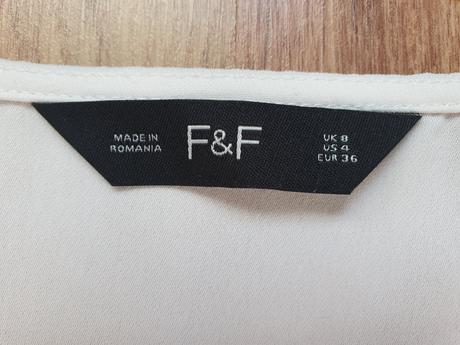 MADE IN
ROMANIA
F&F
UK 8
US 4
EUR 36